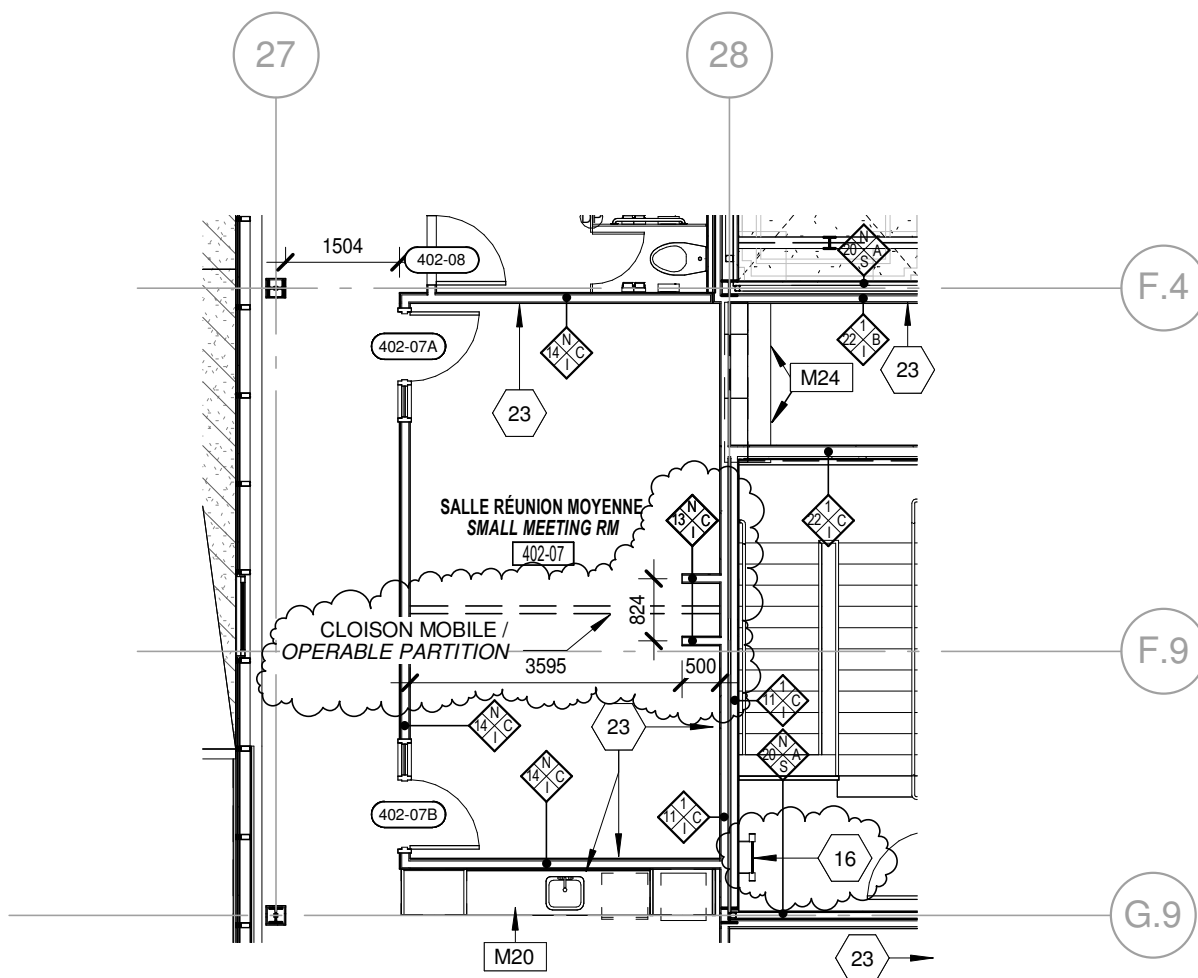 27
28
1504
402-08
N
20 A
S
F.4
402-07A
N
14 C
I
1
22 B
I
M24
23
23
SALLE RÉUNION MOYENNE
SMALL MEETING RM
402-07
N
13 C
I
1
22 C
I
824
CLOISON MOBILE /
OPERABLE PARTITION
F.9
3595
500
1
11 C
I
N
14 C
I
23
N
20 A
S
N
14 C
I
402-07B
1
11 C
I
16
G.9
M20
23